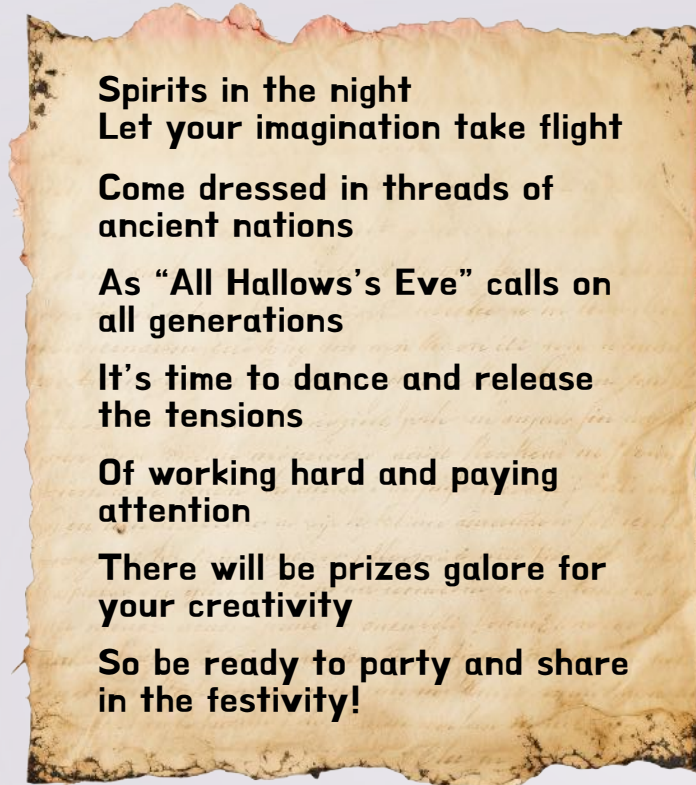 Spirits in the night
Let your imagination take flight
Come dressed in threads of
ancient nations
As “All Hallows’s Eve” calls on
all generations
It’s time to dance and release
the tensions
Of working hard and paying
attention
There will be prizes galore for
your creativity
So be ready to party and share
in the festivity!